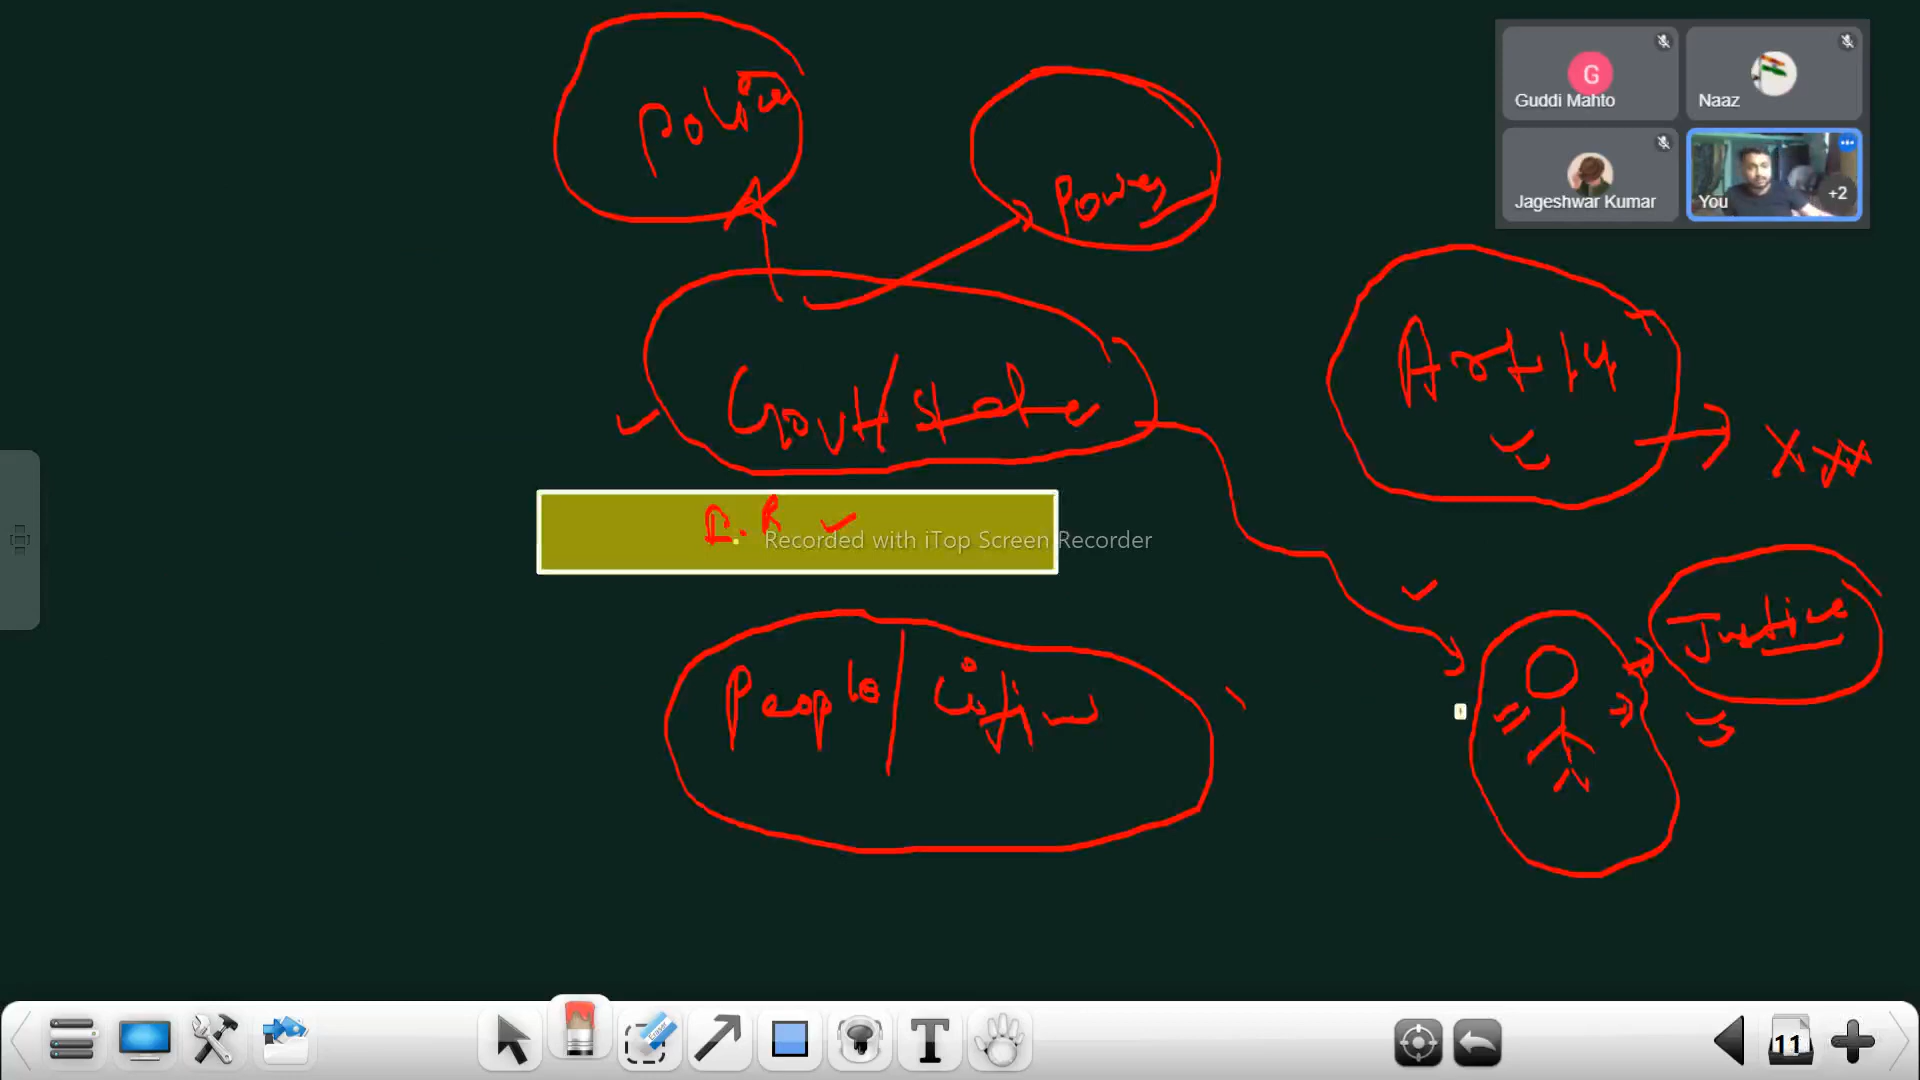 Police
Power
Govt/state
Art 14
F.R
Recorded with iTop Screen Recorder
People
Justice
G
Guddi Mahto
Naaz
Jageshwar Kumar
You
+2
Eraser
T
11